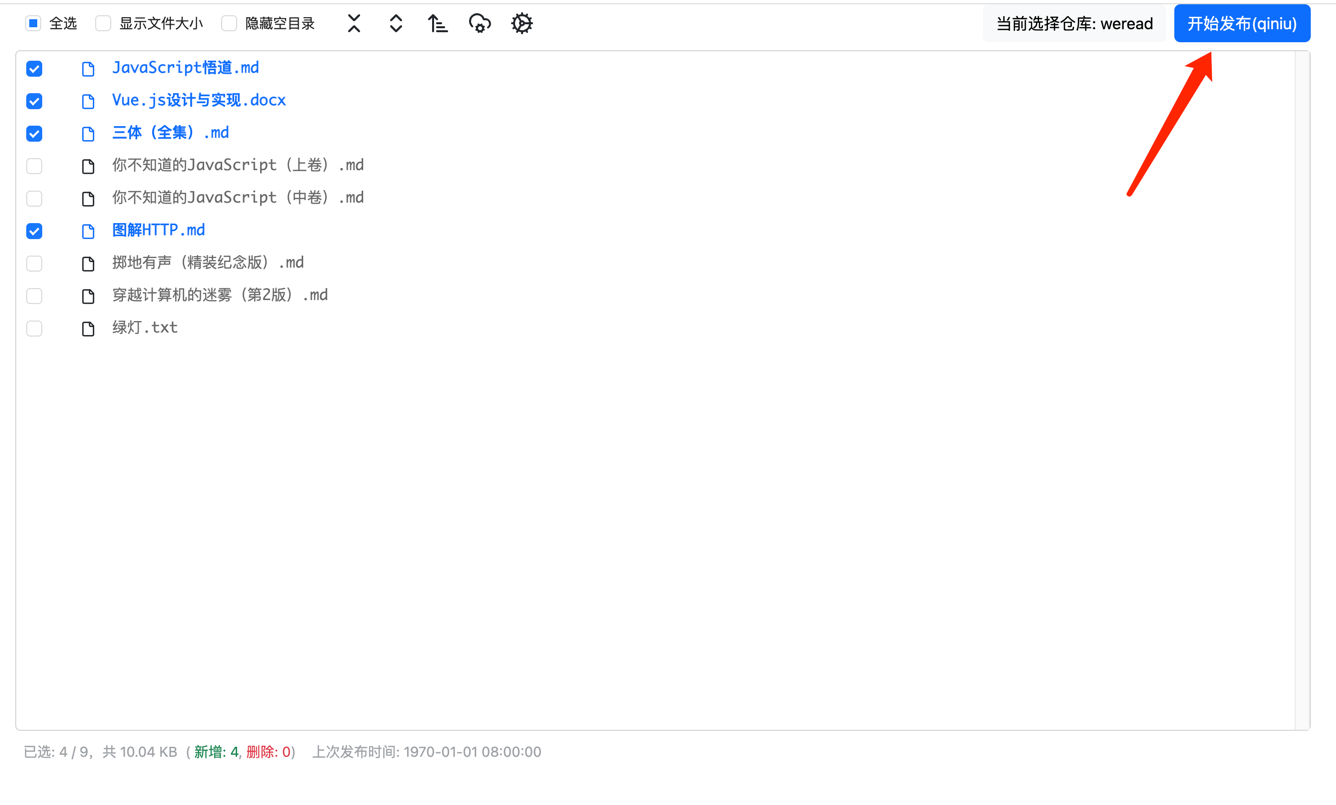 全选 显示文件大小 隐藏空目录 当前选择仓库: weread 开始发布(qiniu)
JavaScript悟道.md
Vue.js设计与实现.docx
三体（全集）.md
你不知道的JavaScript（上卷）.md
你不知道的JavaScript（中卷）.md
图解HTTP.md
掷地有声（精装纪念版）.md
穿越计算机的迷雾（第2版）.md
绿灯.txt
已选: 4 / 9，共 10.04 KB（ 新增: 4, 删除: 0） 上次发布时间: 1970-01-01 08:00:00